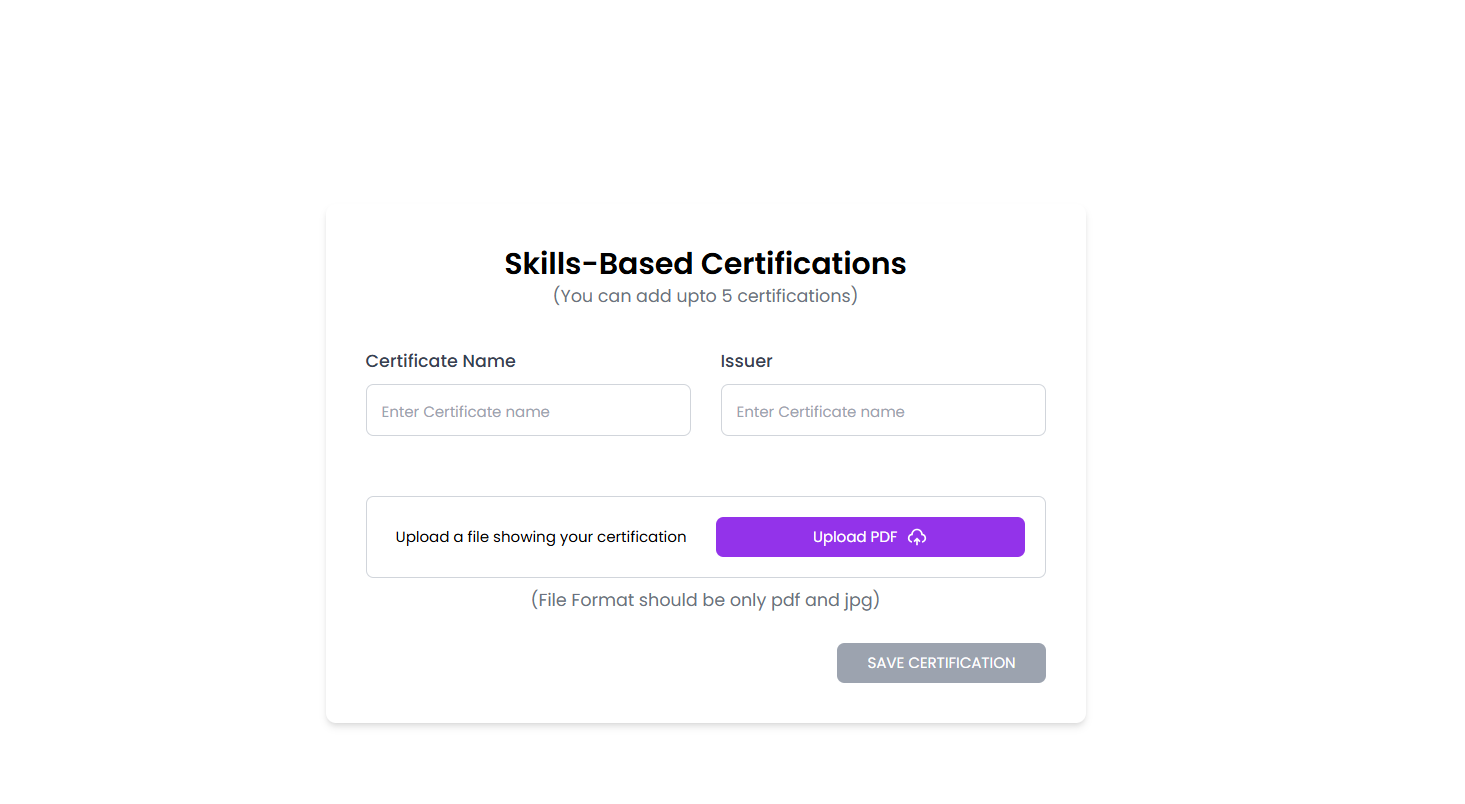 Skills-Based Certifications
(You can add upto 5 certifications)
Certificate Name
Issuer
Enter Certificate name
Enter Certificate name
Upload a file showing your certification
Upload PDF
(File Format should be only pdf and jpg)
SAVE CERTIFICATION